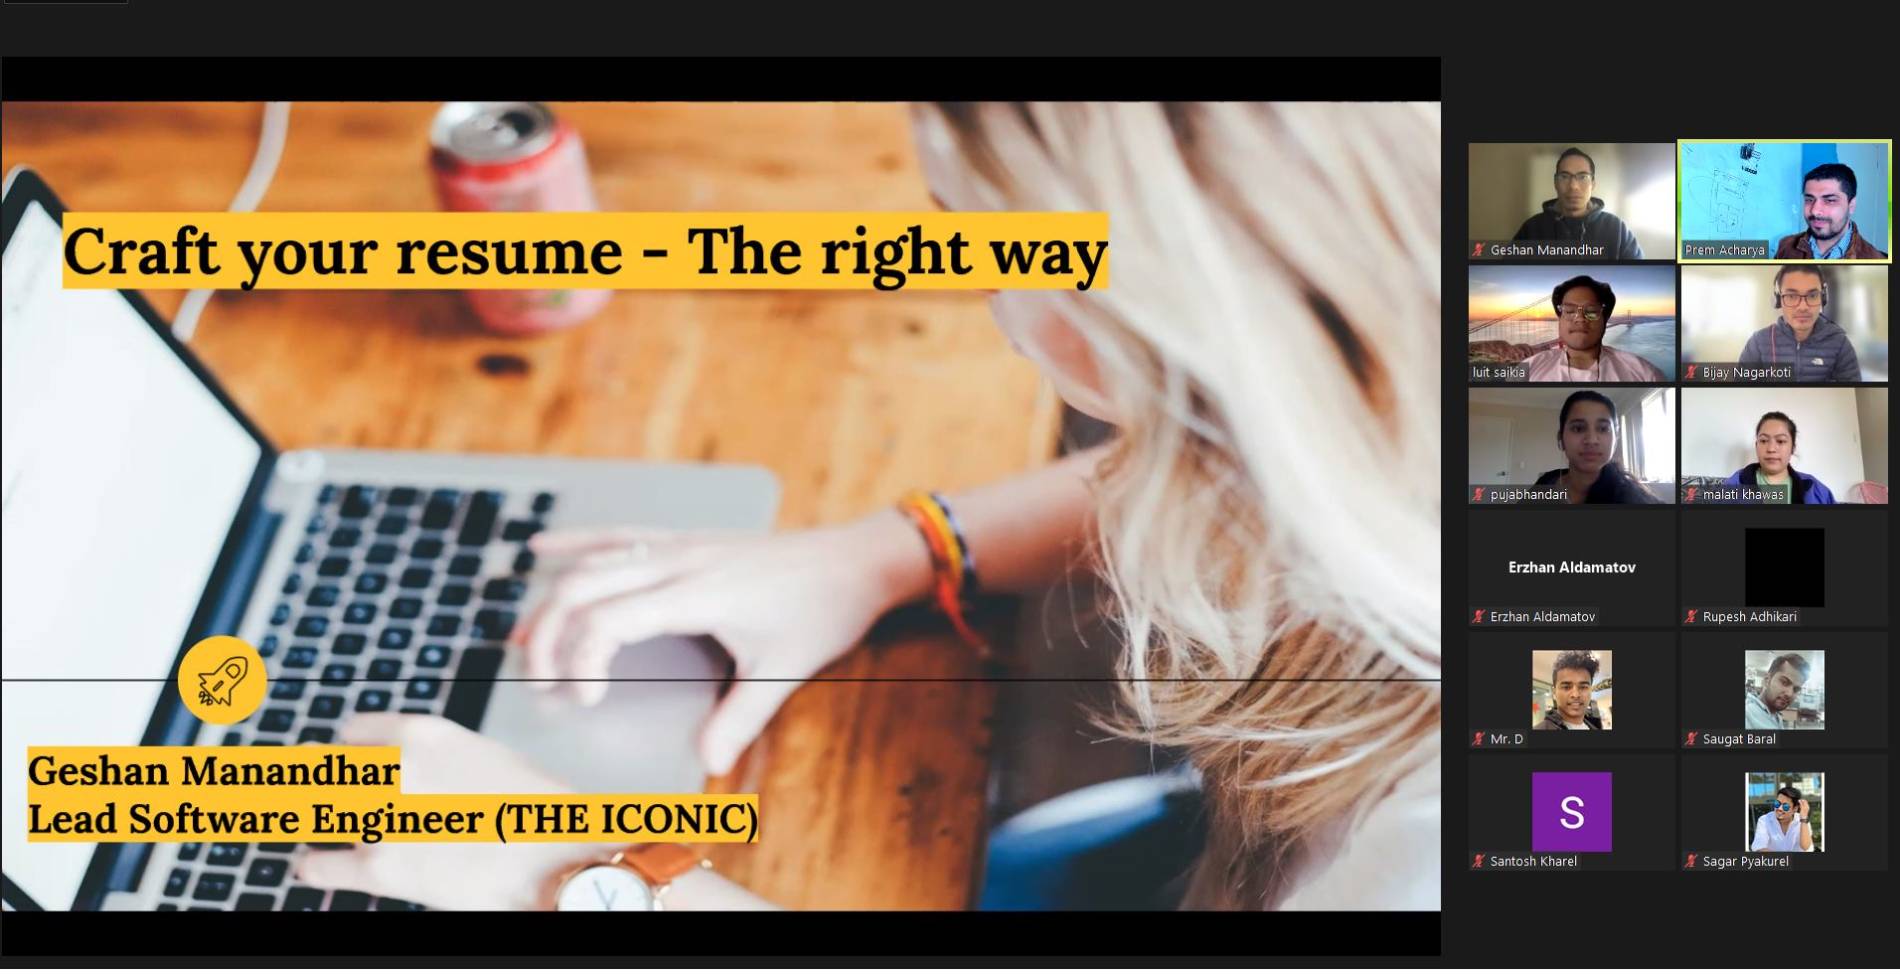 Craft your resume - The right way
Geshan Manandhar
Lead Software Engineer (THE ICONIC)
Geshan Manandhar
Prem Acharya
luit saikia
Bijay Nagarkoti
pujabhandari
malati khawas
Erzhan Aldamatov
Erzhan Aldamatov
Rupesh Adhikari
Mr. D
Saugat Baral
S
Santosh Kharel
Sagar Pyakurel